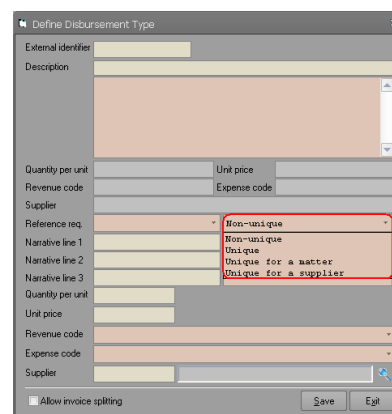 Define Disbursement Type
External identifier
Description
Quantity per unit Unit price
Revenue code Expense code
Supplier
Reference req. Non-unique
Non-unique
Narrative line 1 Unique
Narrative line 2 Unique for a matter
Narrative line 3 Unique for a supplier
Quantity per unit
Unit price
Revenue code
Expense code
Supplier
Allow invoice splitting Save Exit